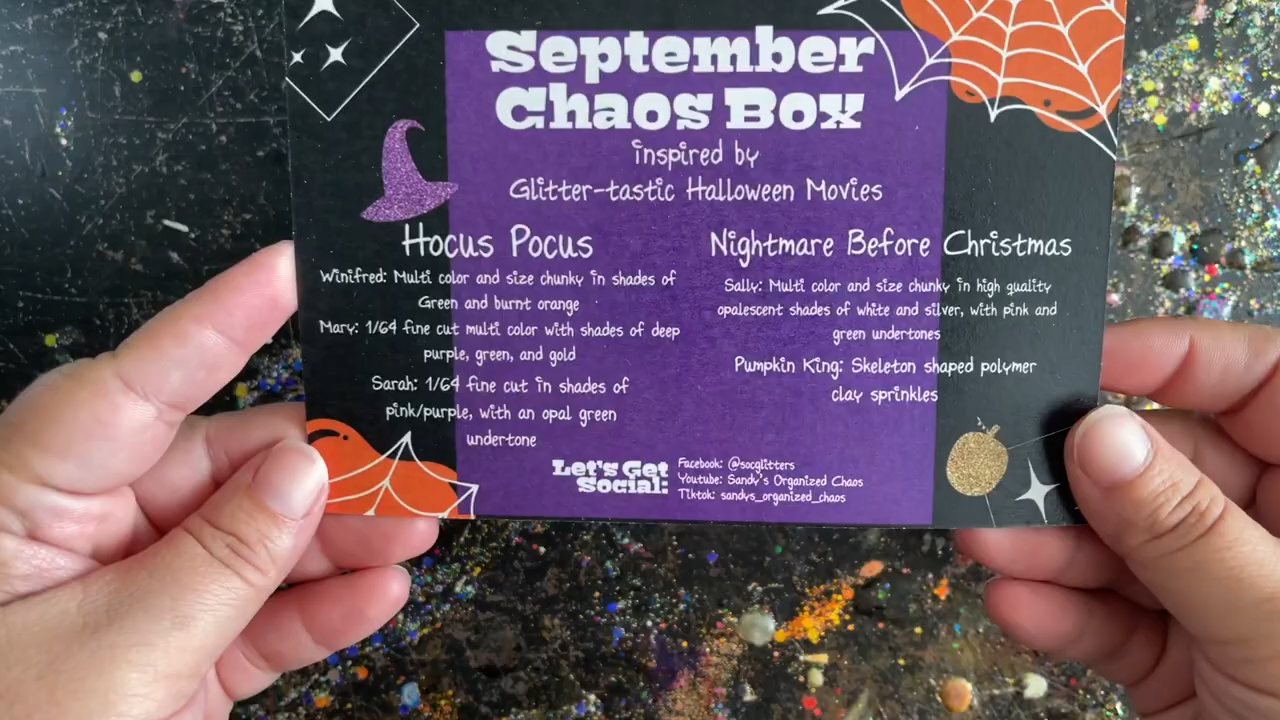 September
Chaos Box
inspired by
Glitter-tastic Halloween Movies
Hocus Pocus
Winifred: Multi color and size chunky in shades of
Green and burnt orange
Mary: 1/64 fine cut multi color with shades of deep
purple, green, and gold
Sarah: 1/64 fine cut in shades of
pink/purple, with an opal green
undertone
Nightmare Before Christmas
Sally: Multi color and size chunky in high quality
opalescent shades of white and silver, with pink and
green undertones
Pumpkin King: Skeleton shaped polymer
clay sprinkles
Let's Get
Social:
Facebook: @socglitters
Youtube: Sandy's Organized Chaos
Tiktok: sandys_organized_chaos